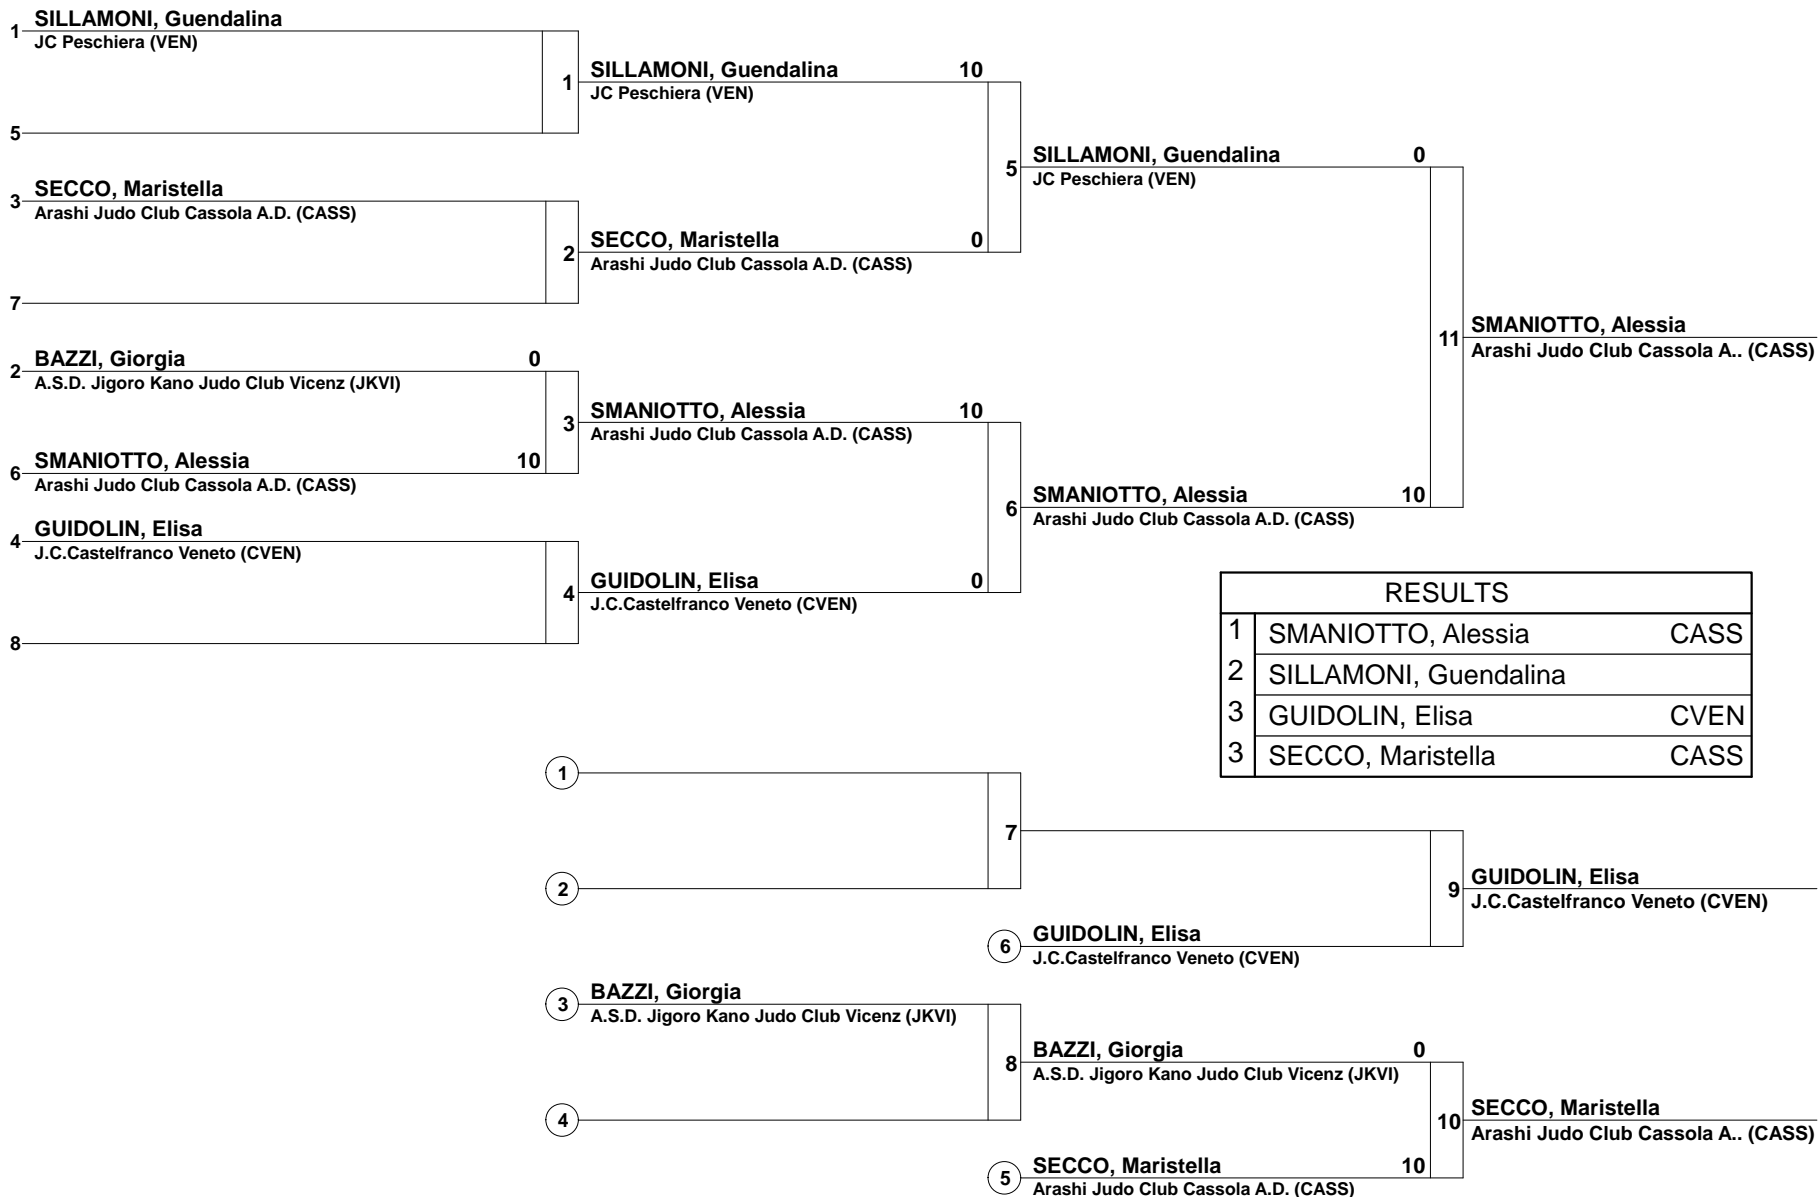 1 SILLAMONI, Guendalina
JC Peschiera (VEN)
5
3 SECCO, Maristella
Arashi Judo Club Cassola A.D. (CASS)
7
2 BAZZI, Giorgia 0
A.S.D. Jigoro Kano Judo Club Vicenz (JKVI)
6 SMANIOTTO, Alessia 10
Arashi Judo Club Cassola A.D. (CASS)
4 GUIDOLIN, Elisa
J.C.Castelfranco Veneto (CVEN)
8
1 SILLAMONI, Guendalina 10
JC Peschiera (VEN)
2 SECCO, Maristella 0
Arashi Judo Club Cassola A.D. (CASS)
3 SMANIOTTO, Alessia 10
Arashi Judo Club Cassola A.D. (CASS)
4 GUIDOLIN, Elisa 0
J.C.Castelfranco Veneto (CVEN)
5 SILLAMONI, Guendalina 0
JC Peschiera (VEN)
6 SMANIOTTO, Alessia 10
Arashi Judo Club Cassola A.D. (CASS)
11 SMANIOTTO, Alessia
Arashi Judo Club Cassola A.. (CASS)
RESULTS
1 SMANIOTTO, Alessia CASS
2 SILLAMONI, Guendalina
3 GUIDOLIN, Elisa CVEN
3 SECCO, Maristella CASS
1
2
7
6 GUIDOLIN, Elisa
J.C.Castelfranco Veneto (CVEN)
9 GUIDOLIN, Elisa
J.C.Castelfranco Veneto (CVEN)
3 BAZZI, Giorgia
A.S.D. Jigoro Kano Judo Club Vicenz (JKVI)
4
8 BAZZI, Giorgia 0
A.S.D. Jigoro Kano Judo Club Vicenz (JKVI)
5 SECCO, Maristella 10
Arashi Judo Club Cassola A.D. (CASS)
10 SECCO, Maristella
Arashi Judo Club Cassola A.. (CASS)